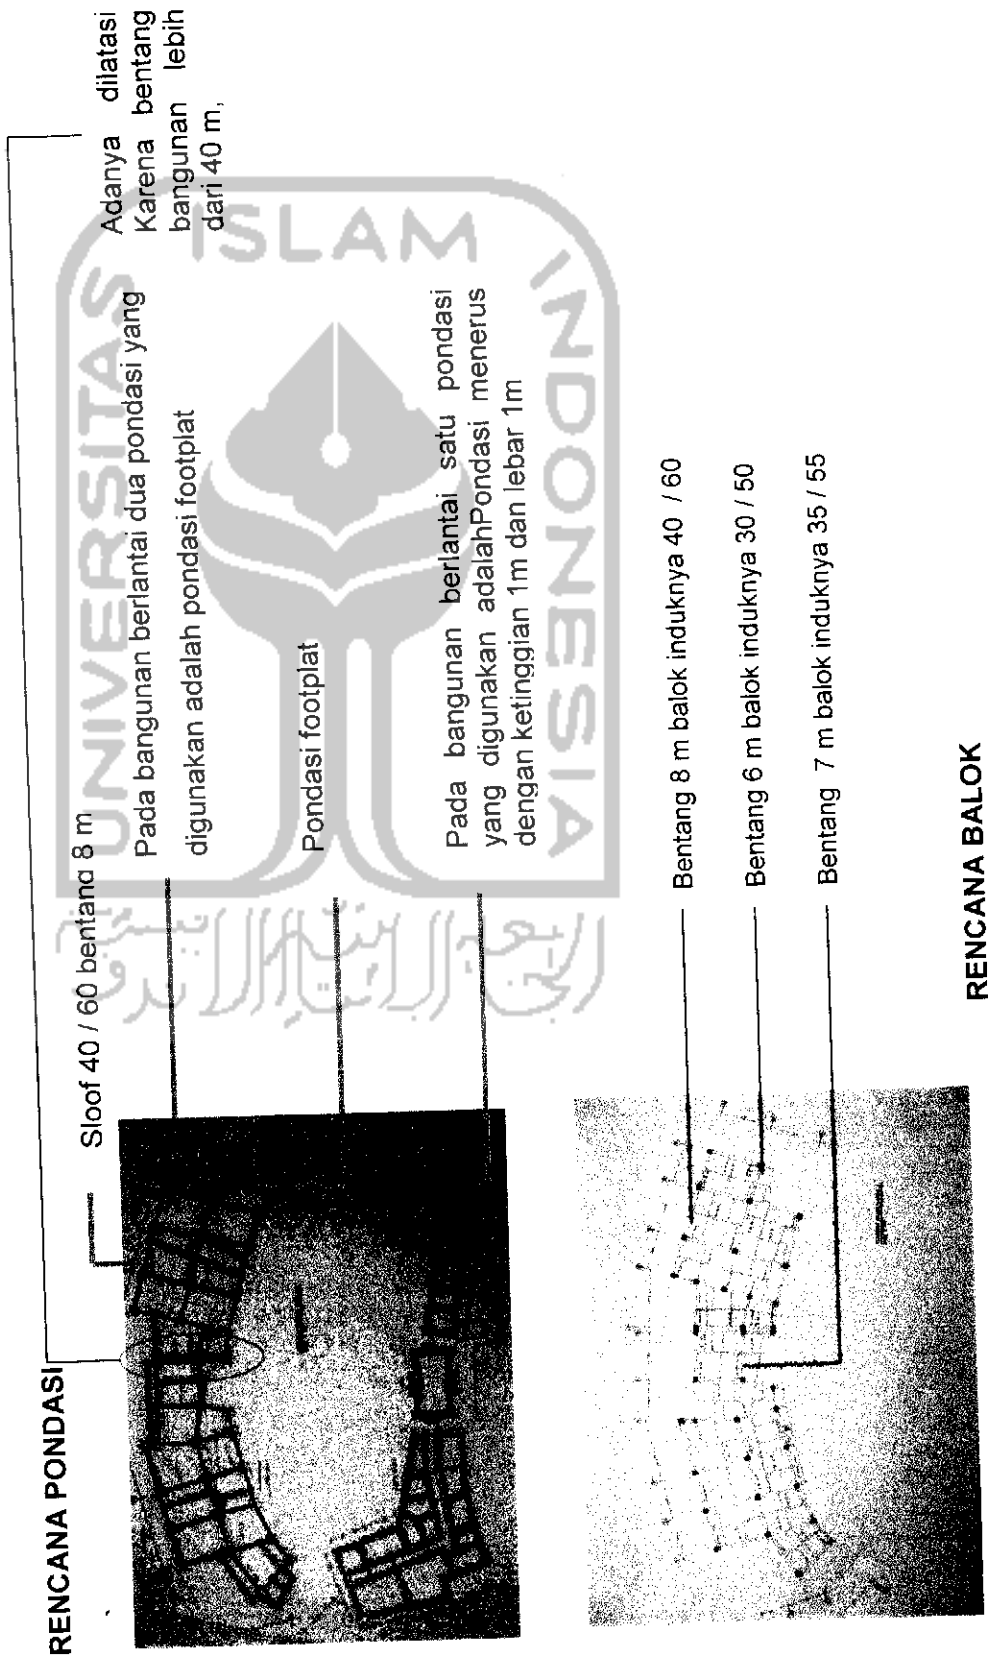 RENCANA PONDASI
Sloof 40 / 60 bentang 8 m
Adanya dilatasi
Karena bentang
bangunan lebih
dari 40 m,
Pada bangunan berlantai dua pondasi yang
digunakan adalah pondasi footplat
Pondasi footplat
Pada bangunan berlantai satu pondasi
yang digunakan adalahPondasi menerus
dengan ketinggian 1m dan lebar 1m
Bentang 8 m balok induknya 40 / 60
Bentang 6 m balok induknya 30 / 50
Bentang 7 m balok induknya 35 / 55
RENCANA BALOK
UNIVERSITAS
ISLAM
INDONESIA